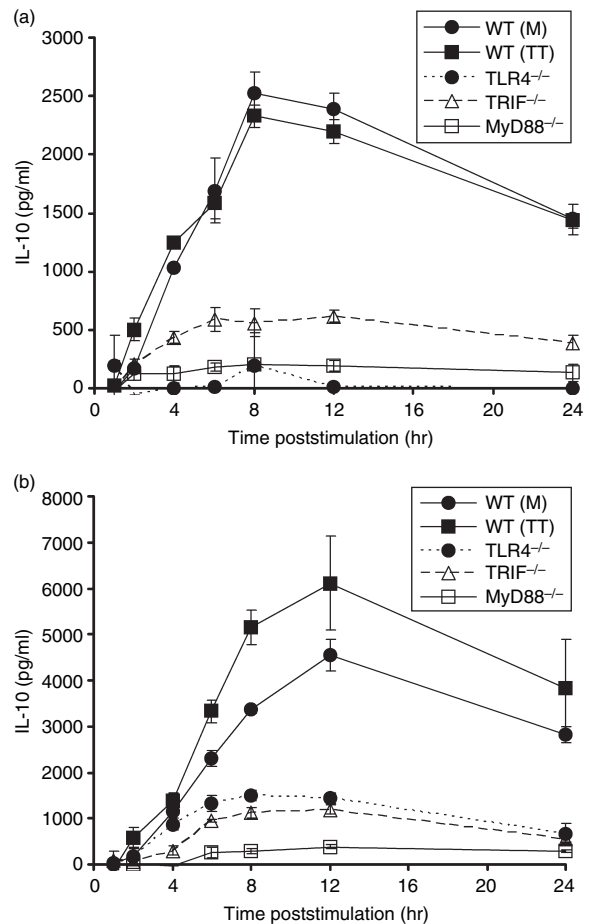 (a)
3000
2500
2000
1500
1000
500
0
IL-10 (pg/ml)
0 4 8 12 16 20 24
Time poststimulation (hr)
WT (M)
WT (TT)
TLR4–/–
TRIF–/–
MyD88–/–
(b)
8000
7000
6000
5000
4000
3000
2000
1000
0
IL-10 (pg/ml)
0 4 8 12 16 20 24
Time poststimulation (hr)
WT (M)
WT (TT)
TLR4–/–
TRIF–/–
MyD88–/–